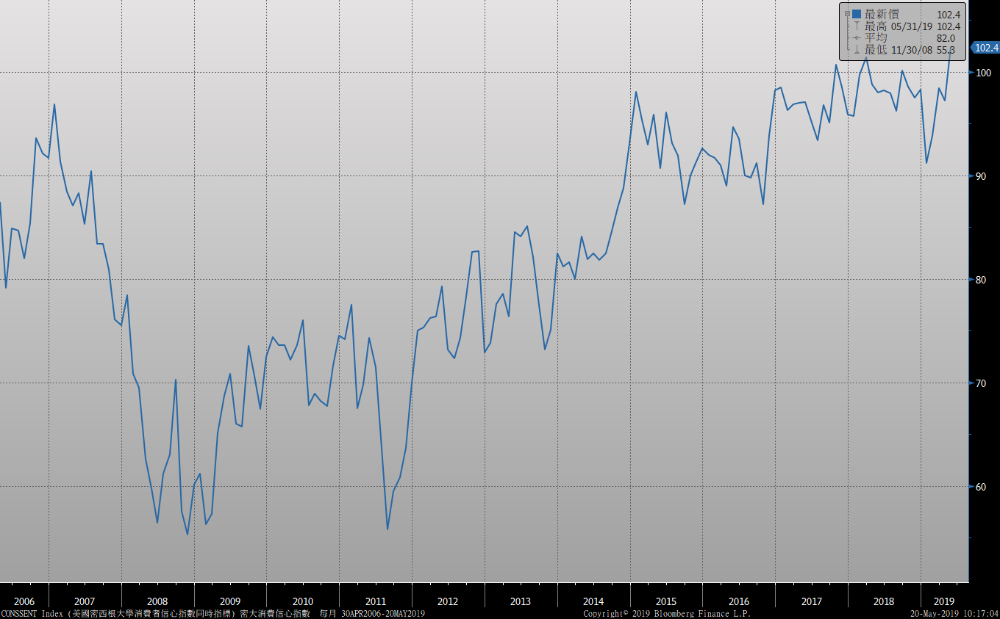 最新價 102.4
最高 05/31/19 102.4
平均 82.0
最低 11/30/08 55.3
102.4
100
90
80
70
60
2006 2007 2008 2009 2010 2011 2012 2013 2014 2015 2016 2017 2018 2019
CONSSENT Index (美國密西根大學消費者信心指數同時指標) 密大消費信心指數 每月 30APR2006-20MAY2019 Copyright© 2019 Bloomberg Finance L.P. 20-May-2019 10:17:04